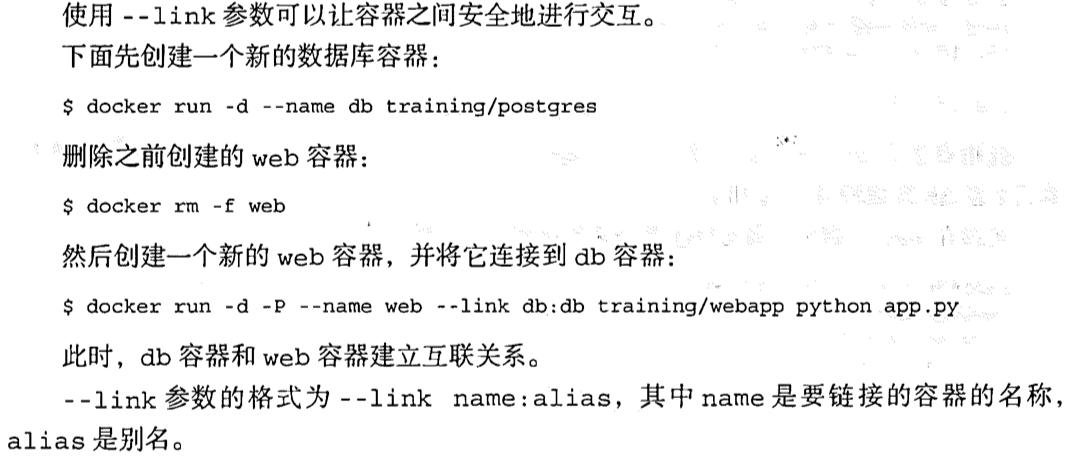 使用 --link 参数可以让容器之间安全地进行交互。
下面先创建一个新的数据库容器：
$ docker run -d --name db training/postgres
删除之前创建的 web 容器：
$ docker rm -f web
然后创建一个新的 web 容器，并将它连接到 db 容器：
$ docker run -d -P --name web --link db:db training/webapp python app.py
此时，db 容器和 web 容器建立互联关系。
--link 参数的格式为 --link name:alias，其中 name 是要链接的容器的名称，
alias 是别名。